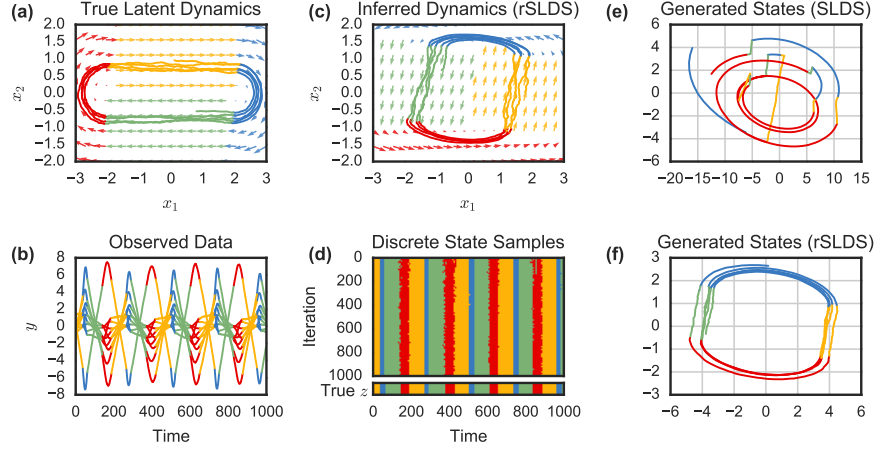 (a) True Latent Dynamics
2.0
1.5
1.0
0.5
0.0
−0.5
−1.0
−1.5
−2.0
x2
−3 −2 −1 0 1 2 3
x1
(c) Inferred Dynamics (rSLDS)
2.0
1.5
1.0
0.5
0.0
−0.5
−1.0
−1.5
−2.0
x2
−3 −2 −1 0 1 2 3
x1
(e) Generated States (SLDS)
6
4
2
0
−2
−4
−6
−20 −15 −10 −5 0 5 10 15
(b) Observed Data
8
6
4
2
0
−2
−4
−6
−8
y
0 200 400 600 800 1000
Time
(d) Discrete State Samples
0
200
400
600
800
1000
Iteration
True z
0 200 400 600 800 1000
Time
(f) Generated States (rSLDS)
3
2
1
0
−1
−2
−3
−6 −4 −2 0 2 4 6